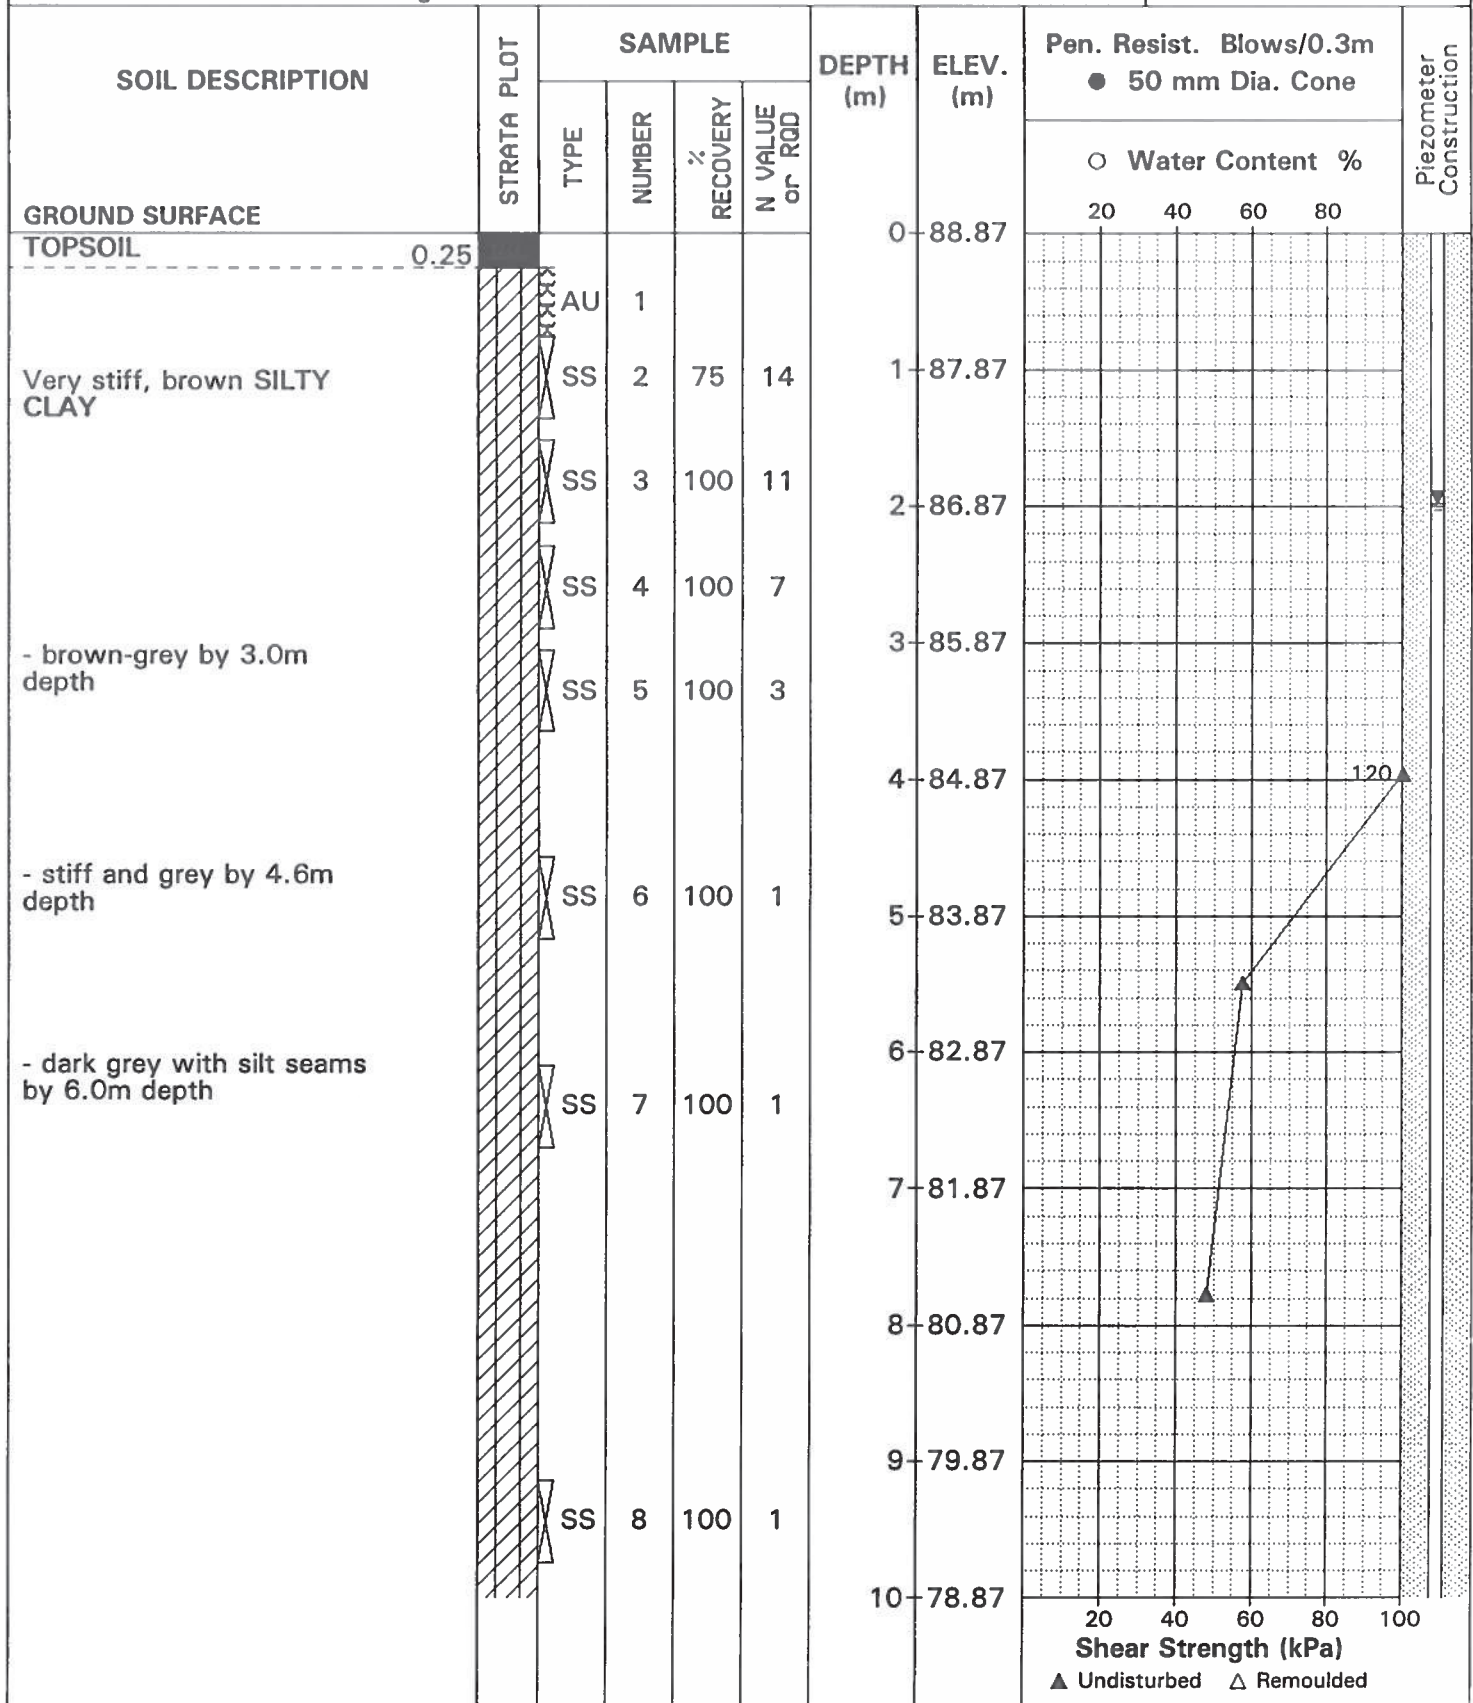 SOIL DESCRIPTION
GROUND SURFACE
STRATA PLOT
SAMPLE
TYPE
NUMBER
%
RECOVERY
N VALUE
or RQD
DEPTH
(m)
ELEV.
(m)
Pen. Resist. Blows/0.3m
● 50 mm Dia. Cone
○ Water Content %
20 40 60 80
Piezometer
Construction
TOPSOIL 0.25
0 88.87
AU 1
Very stiff, brown SILTY
CLAY
SS 2 75 14
1 87.87
SS 3 100 11
2 86.87
SS 4 100 7
- brown-grey by 3.0m
depth
3 85.87
SS 5 100 3
4 84.87
120
- stiff and grey by 4.6m
depth
SS 6 100 1
5 83.87
- dark grey with silt seams
by 6.0m depth
6 82.87
SS 7 100 1
7 81.87
8 80.87
9 79.87
SS 8 100 1
10 78.87
20 40 60 80 100
Shear Strength (kPa)
▲ Undisturbed △ Remoulded